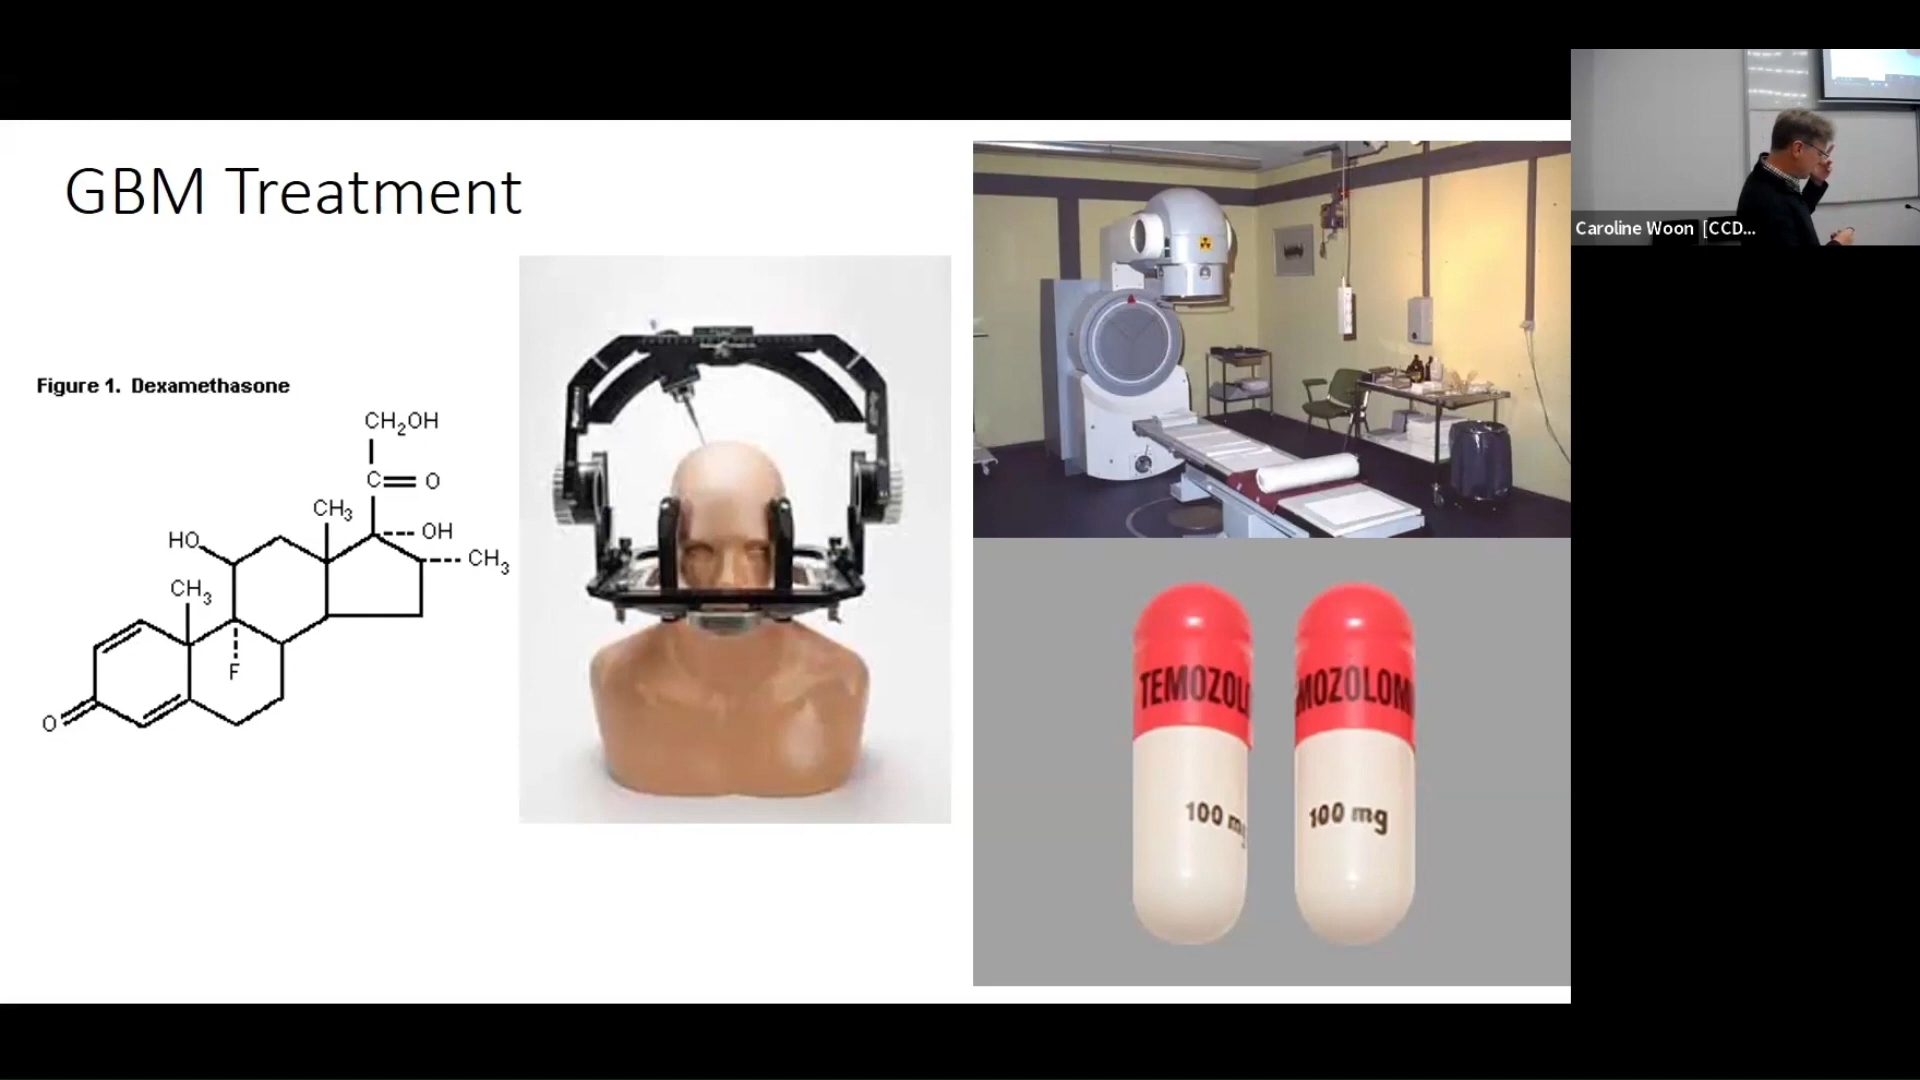 GBM Treatment
Figure 1. Dexamethasone
CH2OH
C
O
CH3
OH
HO
CH3
CH3
F
O
TEMOZOL
MOZOLOM
100 m
100 mg
Caroline Woon [CCD...